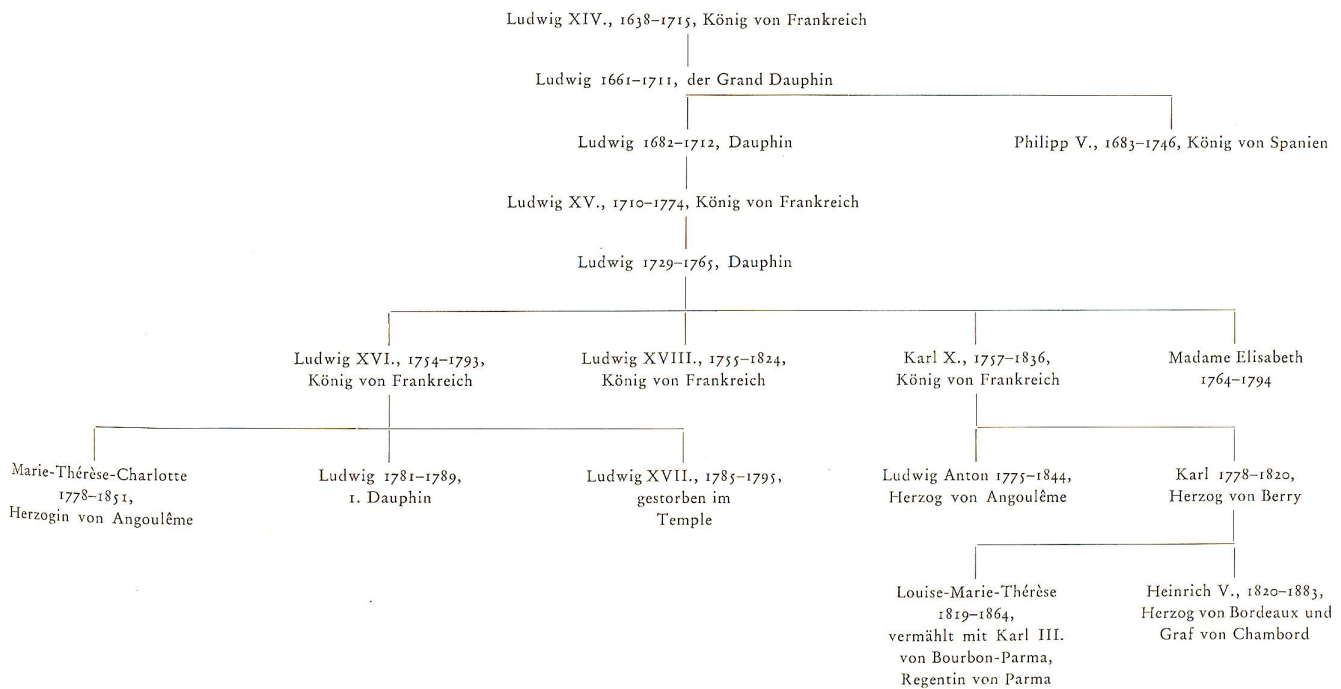 Ludwig XIV., 1638–1715, König von Frankreich
Ludwig 1661–1711, der Grand Dauphin
Ludwig 1682–1712, Dauphin
Philipp V., 1683–1746, König von Spanien
Ludwig XV., 1710–1774, König von Frankreich
Ludwig 1729–1765, Dauphin
Ludwig XVI., 1754–1793,
König von Frankreich
Ludwig XVIII., 1755–1824,
König von Frankreich
Karl X., 1757–1836,
König von Frankreich
Madame Elisabeth
1764–1794
Marie-Thérèse-Charlotte
1778–1851,
Herzogin von Angoulême
Ludwig 1781–1789,
1. Dauphin
Ludwig XVII., 1785–1795,
gestorben im
Temple
Ludwig Anton 1775–1844,
Herzog von Angoulême
Karl 1778–1820,
Herzog von Berry
Louise-Marie-Thérèse
1819–1864,
vermählt mit Karl III.
von Bourbon-Parma,
Regentin von Parma
Heinrich V., 1820–1883,
Herzog von Bordeaux und
Graf von Chambord